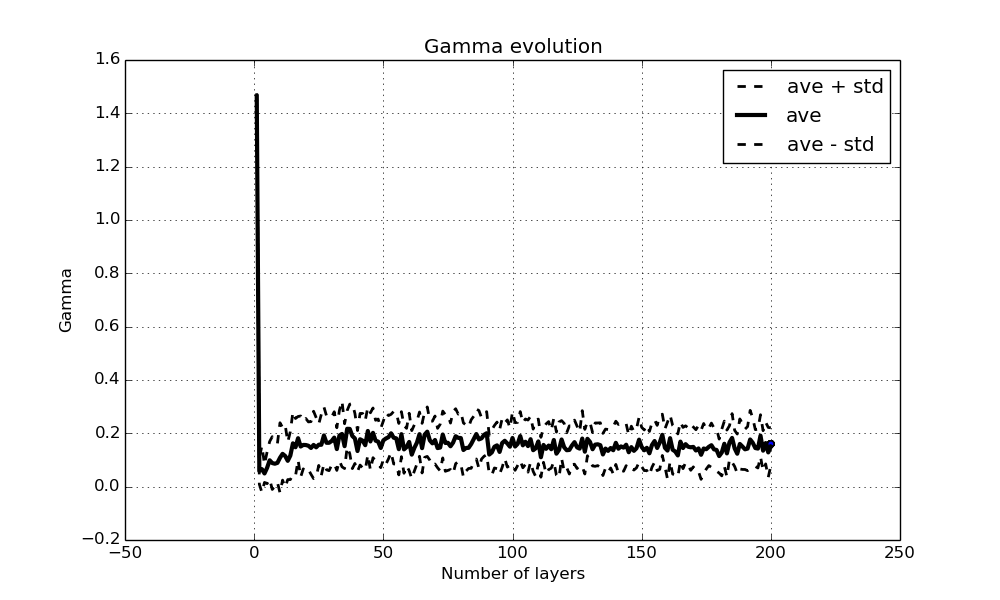 Gamma evolution
1.6
1.4
1.2
1.0
0.8
0.6
0.4
0.2
0.0
−0.2
Gamma
ave + std
ave
ave - std
−50 0 50 100 150 200 250
Number of layers